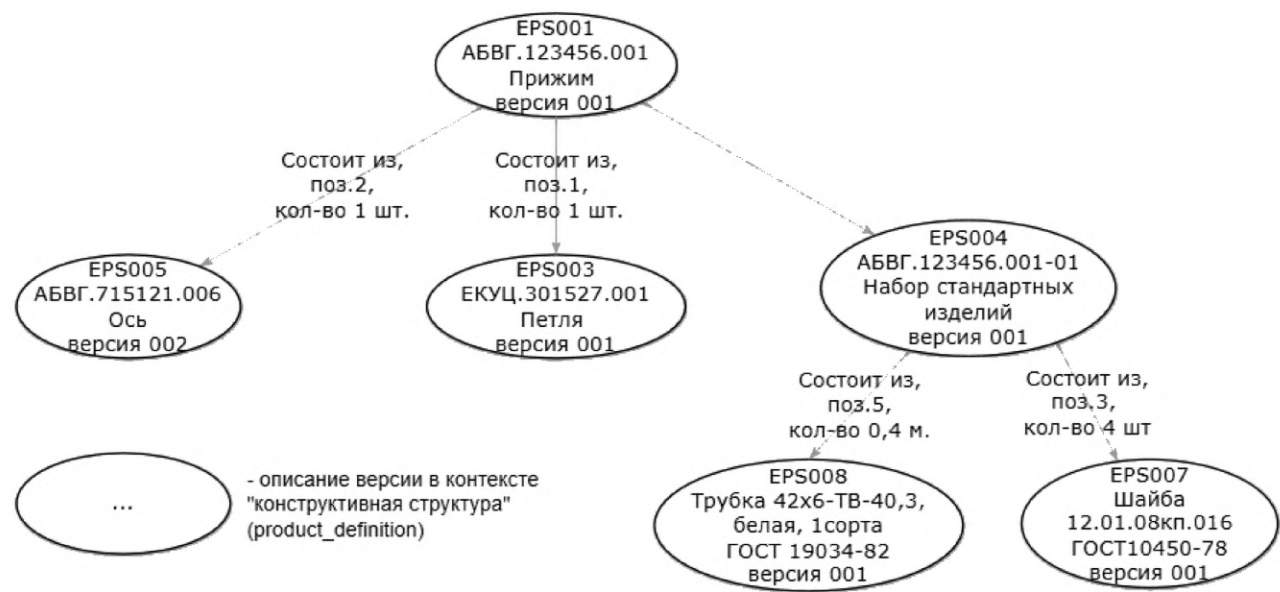 EPS001
АБВГ.123456.001
Прижим
версия 001
Состоит из,
поз.2,
кол-во 1 шт.
Состоит из,
поз.1,
кол-во 1 шт.
EPS005
АБВГ.715121.006
Ось
версия 002
EPS003
ЕКУЦ.301527.001
Петля
версия 001
EPS004
АБВГ.123456.001-01
Набор стандартных
изделий
версия 001
Состоит из,
поз.5,
кол-во 0,4 м.
Состоит из,
поз.3,
кол-во 4 шт
...
- описание версии в контексте
"конструктивная структура"
(product_definition)
EPS008
Трубка 42х6-ТВ-40,3,
белая, 1сорта
ГОСТ 19034-82
версия 001
EPS007
Шайба
12.01.08кп.016
ГОСТ10450-78
версия 001